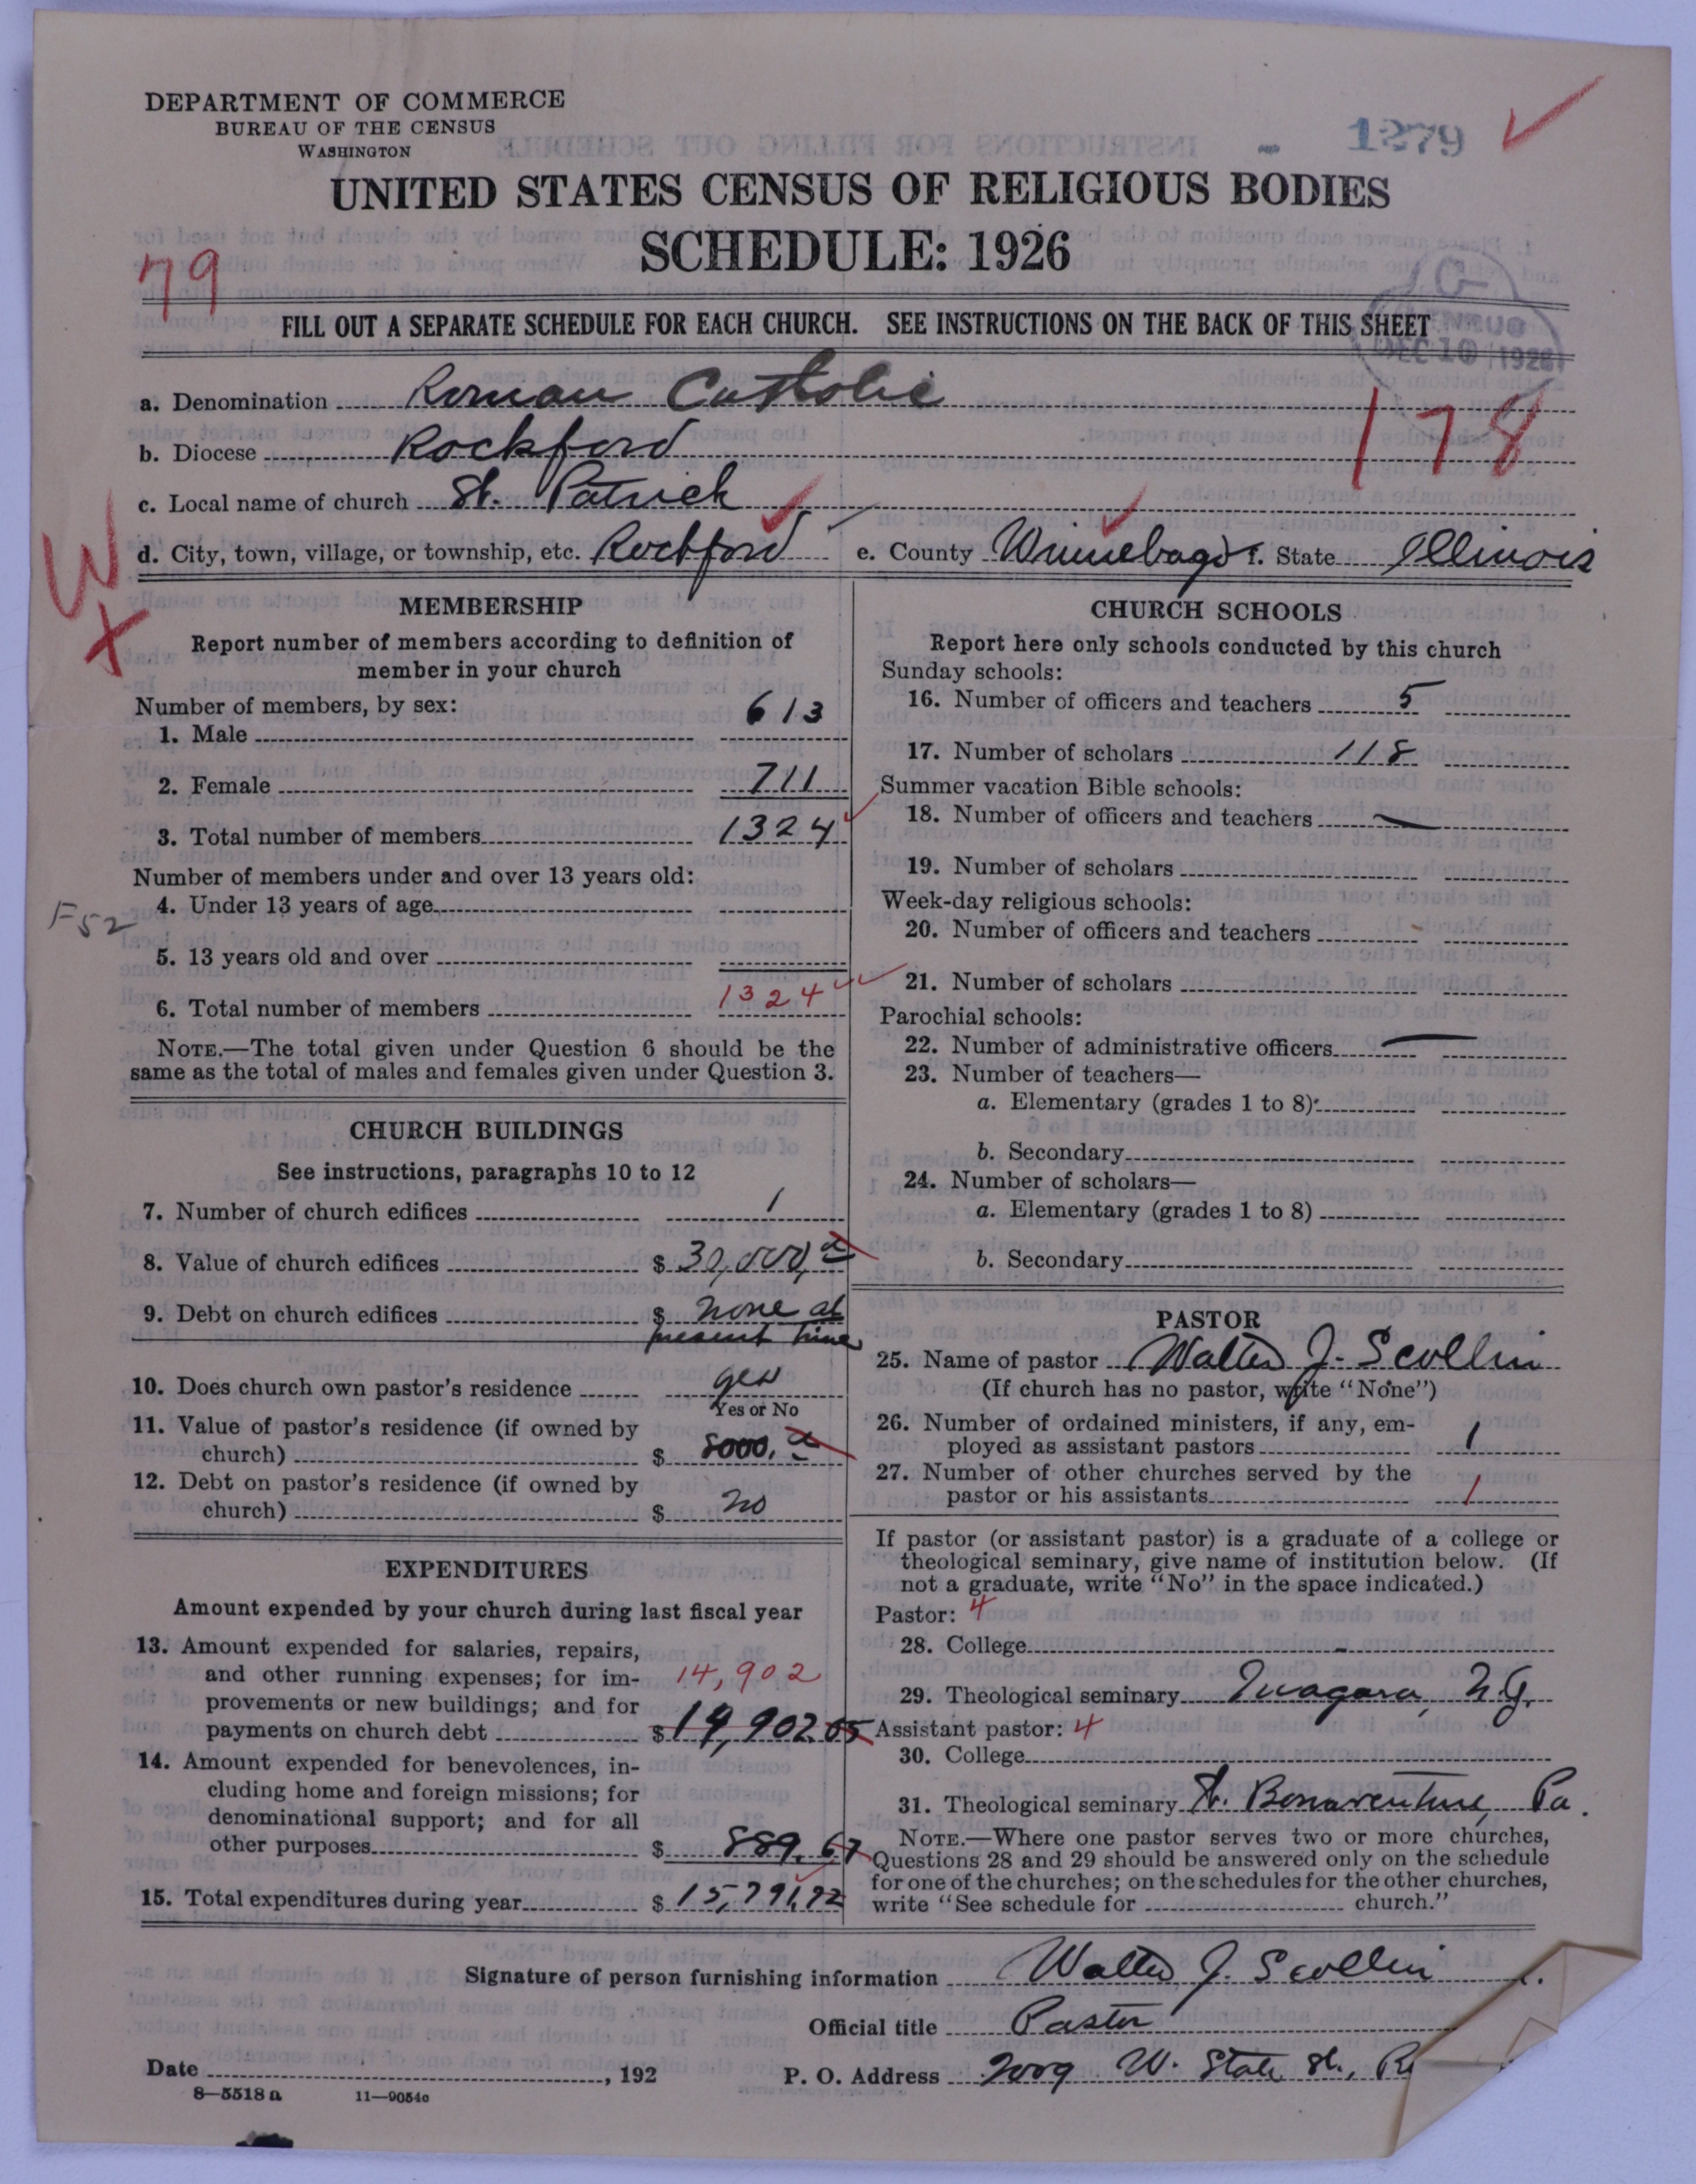 DEPARTMENT OF COMMERCE
BUREAU OF THE CENSUS
WASHINGTON
1279
UNITED STATES CENSUS OF RELIGIOUS BODIES
SCHEDULE: 1926
79
FILL OUT A SEPARATE SCHEDULE FOR EACH CHURCH. SEE INSTRUCTIONS ON THE BACK OF THIS SHEET
DEC 10 1926
a. Denomination Roman Catholic
178
b. Diocese Rockford
c. Local name of church St. Patrick
d. City, town, village, or township, etc. Rockford e. County Winnebago f. State Illinois
W
X
MEMBERSHIP
Report number of members according to definition of
member in your church
Number of members, by sex:
1. Male 613
2. Female 711
3. Total number of members 1324
Number of members under and over 13 years old:
4. Under 13 years of age
F52
5. 13 years old and over
6. Total number of members 1324
NOTE.—The total given under Question 6 should be the
same as the total of males and females given under Question 3.
CHURCH BUILDINGS
See instructions, paragraphs 10 to 12
7. Number of church edifices 1
8. Value of church edifices $ 30,000,
9. Debt on church edifices $ none at
present time
10. Does church own pastor's residence yes
Yes or No
11. Value of pastor's residence (if owned by
church) $ 8000.
12. Debt on pastor's residence (if owned by
church) $ no
EXPENDITURES
Amount expended by your church during last fiscal year
13. Amount expended for salaries, repairs,
and other running expenses; for im- 14,902
provements or new buildings; and for
payments on church debt $ 14,902.05
14. Amount expended for benevolences, in-
cluding home and foreign missions; for
denominational support; and for all
other purposes $ 889.67
15. Total expenditures during year $ 15,791,72
CHURCH SCHOOLS
Report here only schools conducted by this church
Sunday schools:
16. Number of officers and teachers 5
17. Number of scholars 118
Summer vacation Bible schools:
18. Number of officers and teachers —
19. Number of scholars
Week-day religious schools:
20. Number of officers and teachers
21. Number of scholars
Parochial schools:
22. Number of administrative officers —
23. Number of teachers—
a. Elementary (grades 1 to 8)
b. Secondary
24. Number of scholars—
a. Elementary (grades 1 to 8)
b. Secondary
PASTOR
25. Name of pastor Walter J. Scollin
(If church has no pastor, write "None")
26. Number of ordained ministers, if any, em-
ployed as assistant pastors 1
27. Number of other churches served by the
pastor or his assistants 1
If pastor (or assistant pastor) is a graduate of a college or
theological seminary, give name of institution below. (If
not a graduate, write "No" in the space indicated.)
Pastor: 4
28. College
29. Theological seminary Niagara, N.Y.
Assistant pastor: 4
30. College
31. Theological seminary St. Bonaventure, Pa.
NOTE.—Where one pastor serves two or more churches,
Questions 28 and 29 should be answered only on the schedule
for one of the churches; on the schedules for the other churches,
write "See schedule for church."
Signature of person furnishing information Walter J. Scollin
Official title Pastor
Date , 192 P. O. Address 2009 W. State St.,
8—5518a 11—9054c